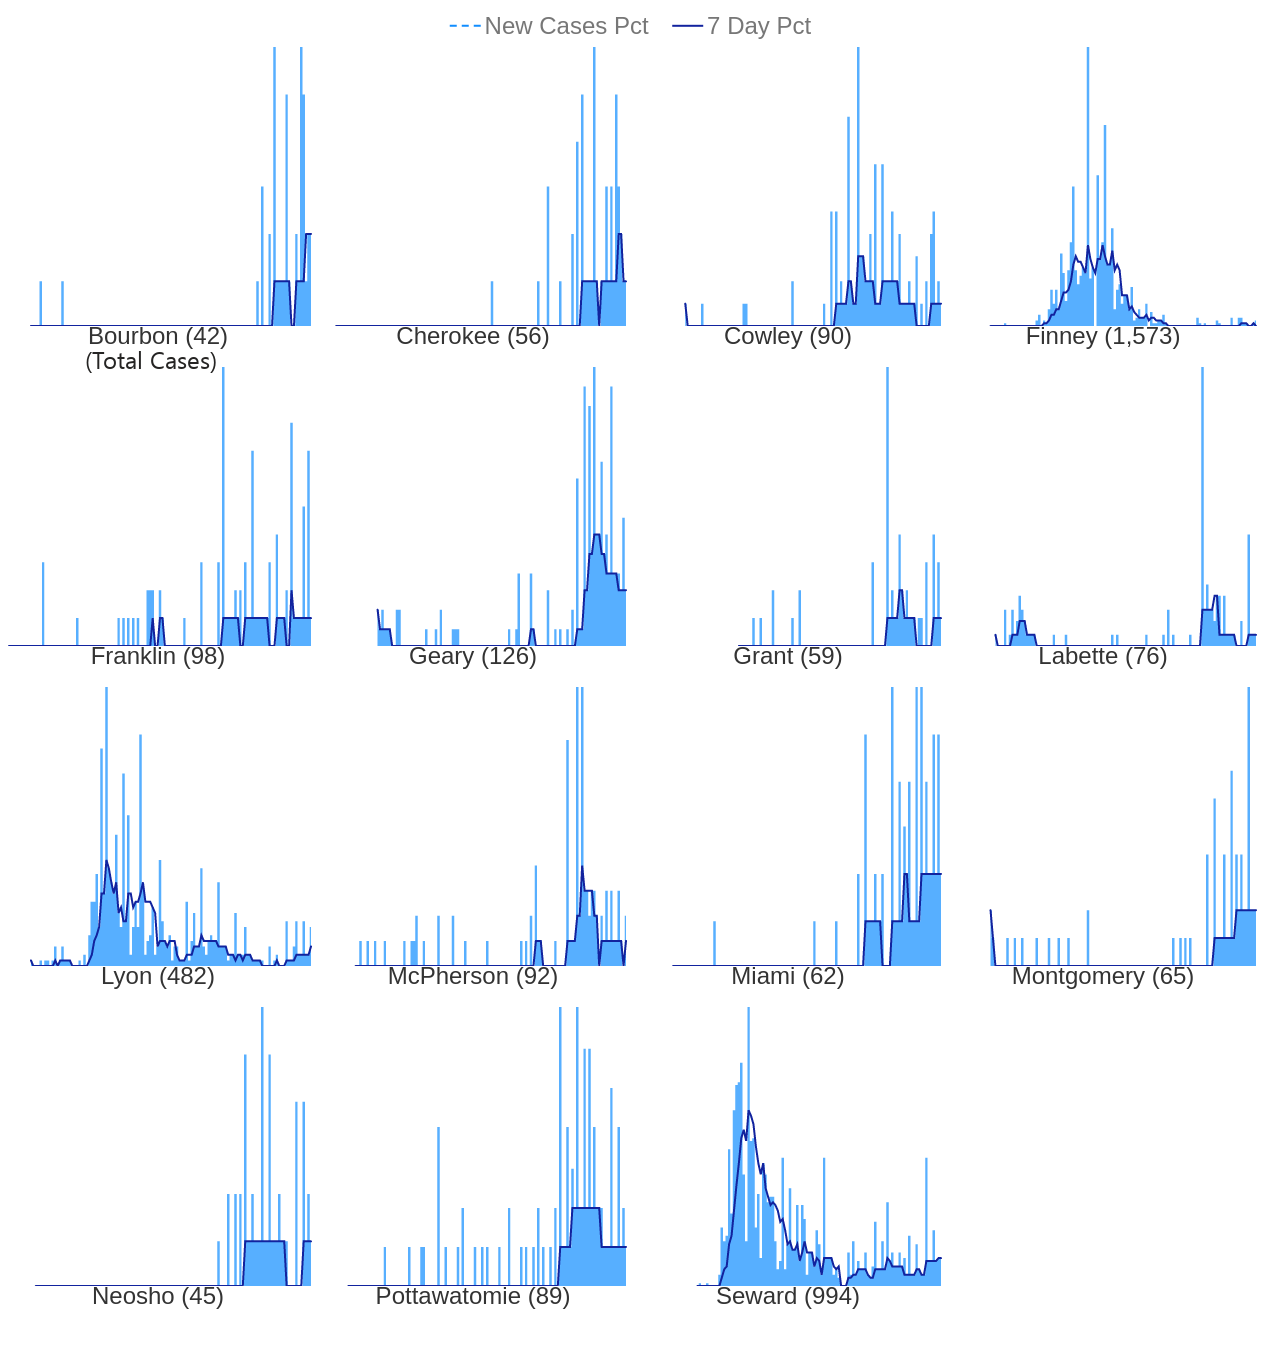 New Cases Pct 7 Day Pct
Bourbon (42) Cherokee (56) Cowley (90) Finney (1,573)
(Total Cases)
Franklin (98) Geary (126) Grant (59) Labette (76)
Lyon (482) McPherson (92) Miami (62) Montgomery (65)
Neosho (45) Pottawatomie (89) Seward (994)